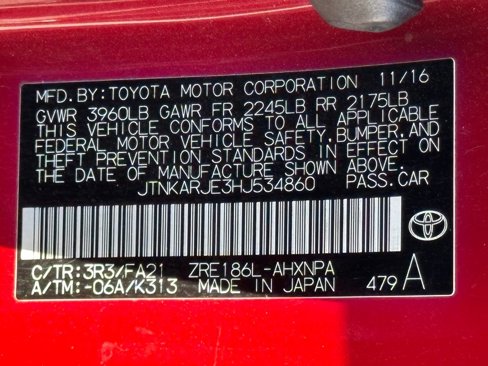 MFD.BY:TOYOTA MOTOR CORPORATION 11/16
GVWR 3960LB GAWR FR 2245LB RR 2175LB
THIS VEHICLE CONFORMS TO ALL APPLICABLE
FEDERAL MOTOR VEHICLE SAFETY,BUMPER,AND
THEFT PREVENTION STANDARDS IN EFFECT ON
THE DATE OF MANUFACTURE SHOWN ABOVE.
JTNKARJE3HJ534860 PASS.CAR
C/TR:3R3/FA21 ZRE186L-AHXNPA
A/TM:-06A/K313 MADE IN JAPAN 479A